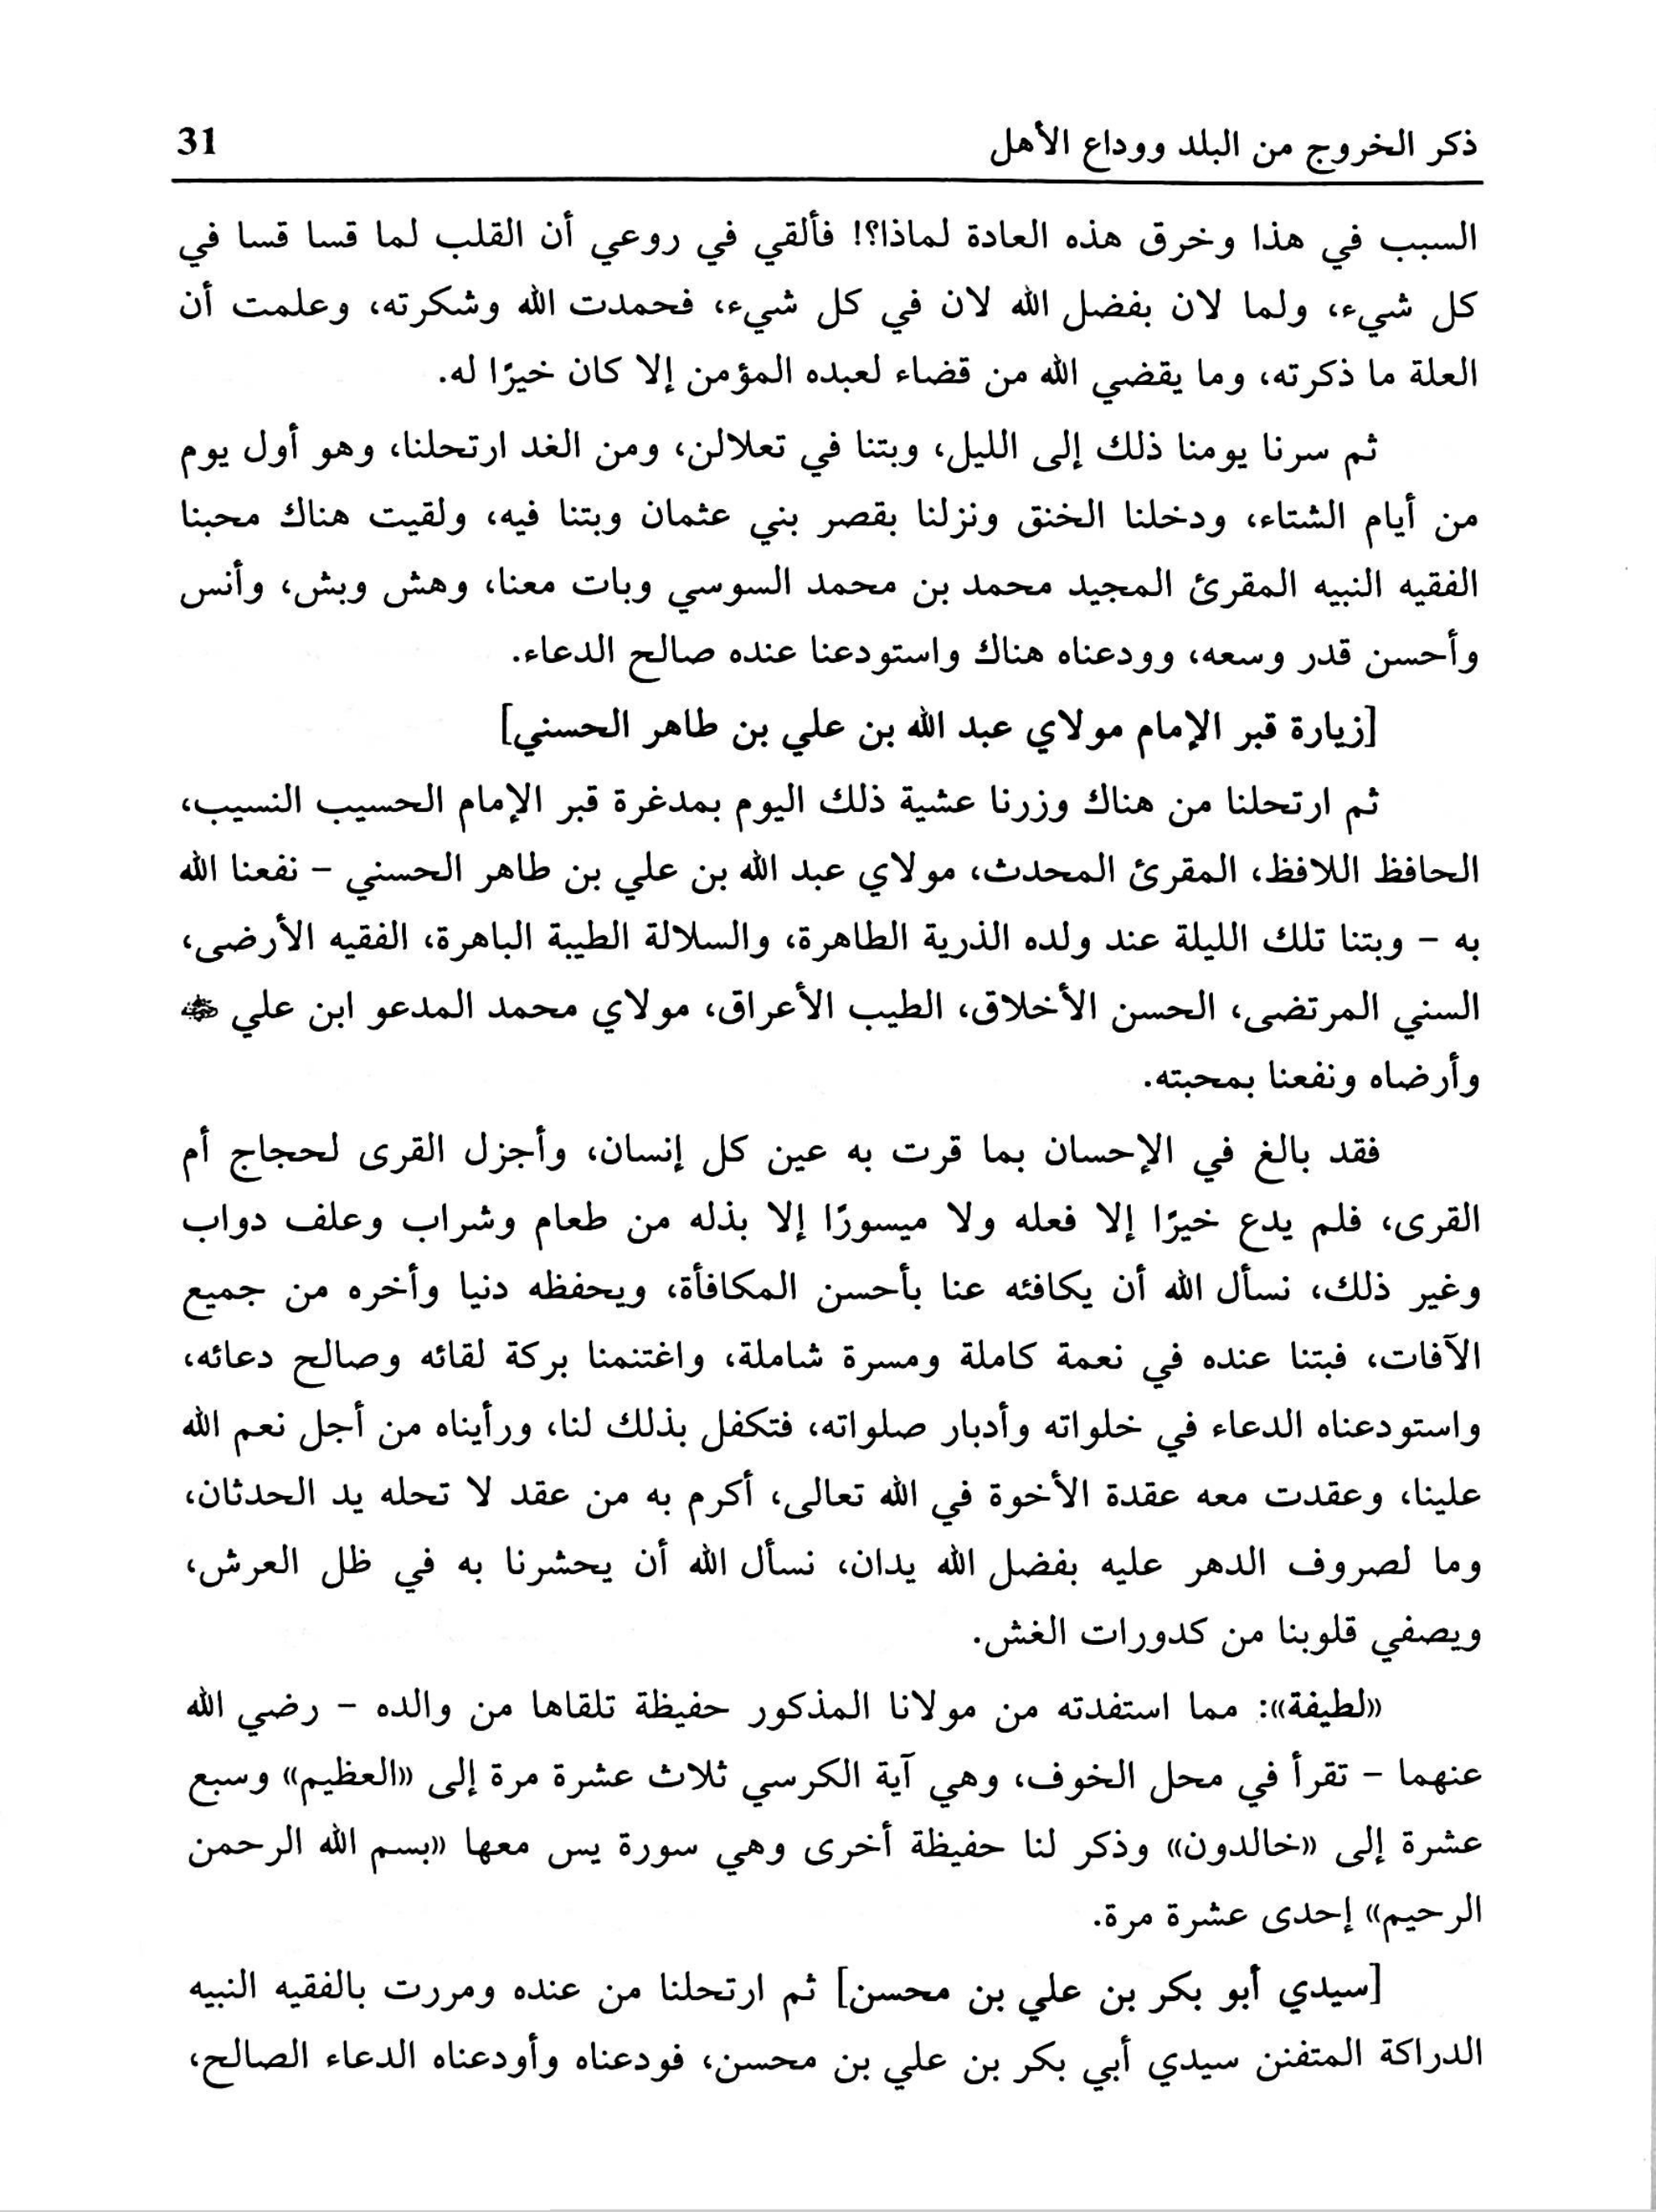 ذكر الخروج من البلد ووداع الأهل 31
السبب في هذا وخرق هذه العادة لماذا؟! فألقي في روعي أن القلب لما قسا قسا في
كل شيء، ولما لان بفضل الله لان في كل شيء، فحمدت الله وشكرته، وعلمت أن
العلة ما ذكرته، وما يقضي الله من قضاء لعبده المؤمن إلا كان خيرًا له.
ثم سرنا يومنا ذلك إلى الليل، وبتنا في تعلالن، ومن الغد ارتحلنا، وهو أول يوم
من أيام الشتاء، ودخلنا الخنق ونزلنا بقصر بني عثمان وبتنا فيه، ولقيت هناك محبنا
الفقيه النبيه المقرئ المجيد محمد بن محمد السوسي وبات معنا، وهش وبش، وأنس
وأحسن قدر وسعه، وودعناه هناك واستودعنا عنده صالح الدعاء.
[زيارة قبر الإمام مولاي عبد الله بن علي بن طاهر الحسني]
ثم ارتحلنا من هناك وزرنا عشية ذلك اليوم بمدغرة قبر الإمام الحسيب النسيب،
الحافظ اللافظ، المقرئ المحدث، مولاي عبد الله بن علي بن طاهر الحسني – نفعنا الله
به – وبتنا تلك الليلة عند ولده الذرية الطاهرة، والسلالة الطيبة الباهرة، الفقيه الأرضى،
السني المرتضى، الحسن الأخلاق، الطيب الأعراق، مولاي محمد المدعو ابن علي
وأرضاه ونفعنا بمحبته.
فقد بالغ في الإحسان بما قرت به عين كل إنسان، وأجزل القرى لحجاج أم
القرى، فلم يدع خيرًا إلا فعله ولا ميسورًا إلا بذله من طعام وشراب وعلف دواب
وغير ذلك، نسأل الله أن يكافئه عنا بأحسن المكافأة، ويحفظه دنيا وأخره من جميع
الآفات، فبتنا عنده في نعمة كاملة ومسرة شاملة، واغتنمنا بركة لقائه وصالح دعائه،
واستودعناه الدعاء في خلواته وأدبار صلواته، فتكفل بذلك لنا، ورأيناه من أجل نعم الله
علينا، وعقدت معه عقدة الأخوة في الله تعالى، أكرم به من عقد لا تحله يد الحدثان،
وما لصروف الدهر عليه بفضل الله يدان، نسأل الله أن يحشرنا به في ظل العرش،
ويصفي قلوبنا من كدورات الغش.
«لطيفة»: مما استفدته من مولانا المذكور حفيظة تلقاها من والده – رضي الله
عنهما – تقرأ في محل الخوف، وهي آية الكرسي ثلاث عشرة مرة إلى «العظيم» وسبع
عشرة إلى «خالدون» وذكر لنا حفيظة أخرى وهي سورة يس معها «بسم الله الرحمن
الرحيم» إحدى عشرة مرة.
[سيدي أبو بكر بن علي بن محسن] ثم ارتحلنا من عنده ومررت بالفقيه النبيه
الدراكة المتفنن سيدي أبي بكر بن علي بن محسن، فودعناه وأودعناه الدعاء الصالح،